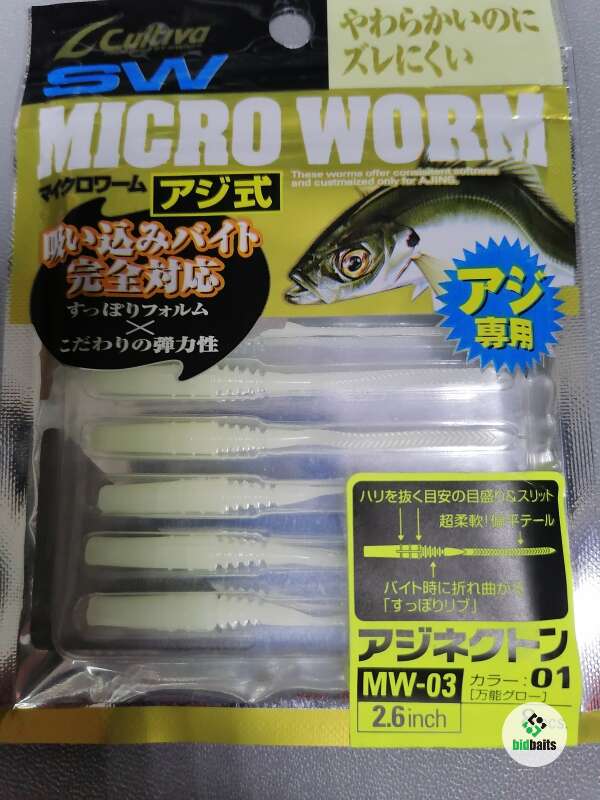 Cultiva
やわらかいのに
ズレにくい
SW
MICRO WORM
マイクロワーム
アジ式
These worms offer consistent softness
and custmaized only for AJING.
吸い込みバイト
完全対応
すっぽりフォルム
×
こだわりの弾力性
アジ
専用
ハリを抜く目安の目盛り&スリット
超柔軟!偏平テール
バイト時に折れ曲がる
「すっぽりリブ」
アジネクトン
MW-03
カラー:01
[万能グロー]
2.6inch
pcs.
bidbaits